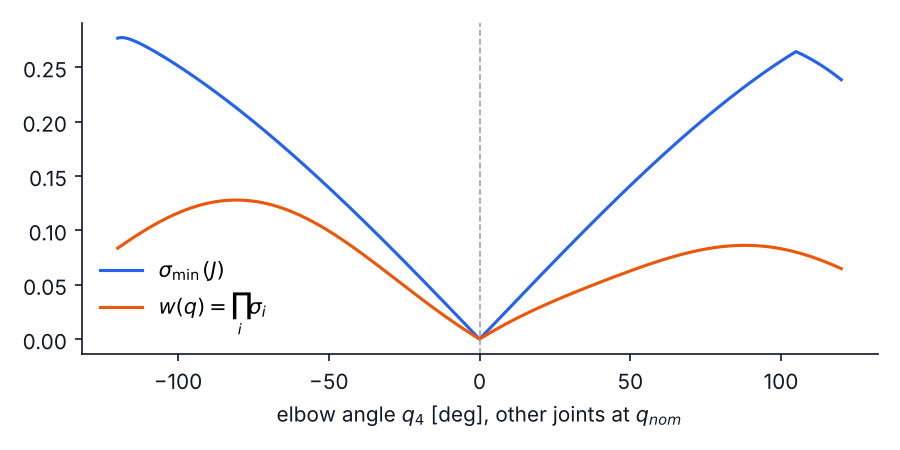 0.25
0.20
0.15
0.10
0.05
0.00
σmin(J)
w(q) = ∏i σi
−100 −50 0 50 100
elbow angle q4 [deg], other joints at qnom